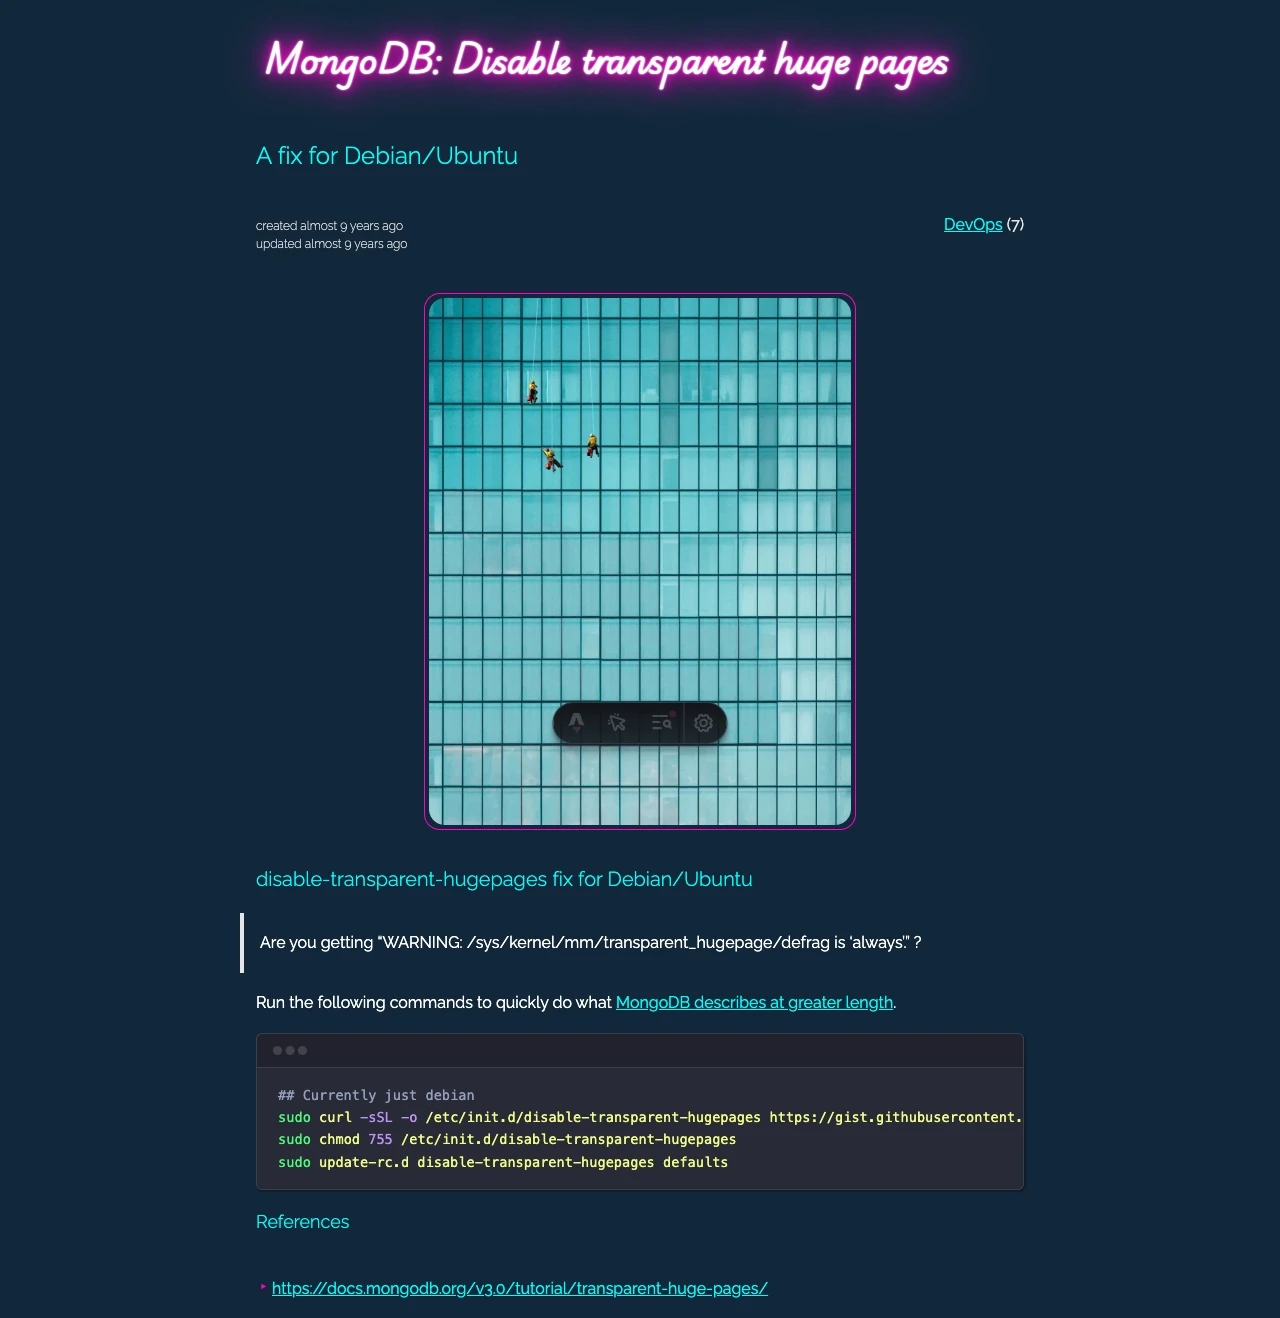 MongoDB: Disable transparent huge pages
A fix for Debian/Ubuntu
created almost 9 years ago
updated almost 9 years ago
DevOps (7)
disable-transparent-hugepages fix for Debian/Ubuntu
Are you getting “WARNING: /sys/kernel/mm/transparent_hugepage/defrag is ‘always’.” ?
Run the following commands to quickly do what MongoDB describes at greater length.
## Currently just debian
sudo curl -sSL -o /etc/init.d/disable-transparent-hugepages https://gist.githubusercontent.
sudo chmod 755 /etc/init.d/disable-transparent-hugepages
sudo update-rc.d disable-transparent-hugepages defaults
References
https://docs.mongodb.org/v3.0/tutorial/transparent-huge-pages/